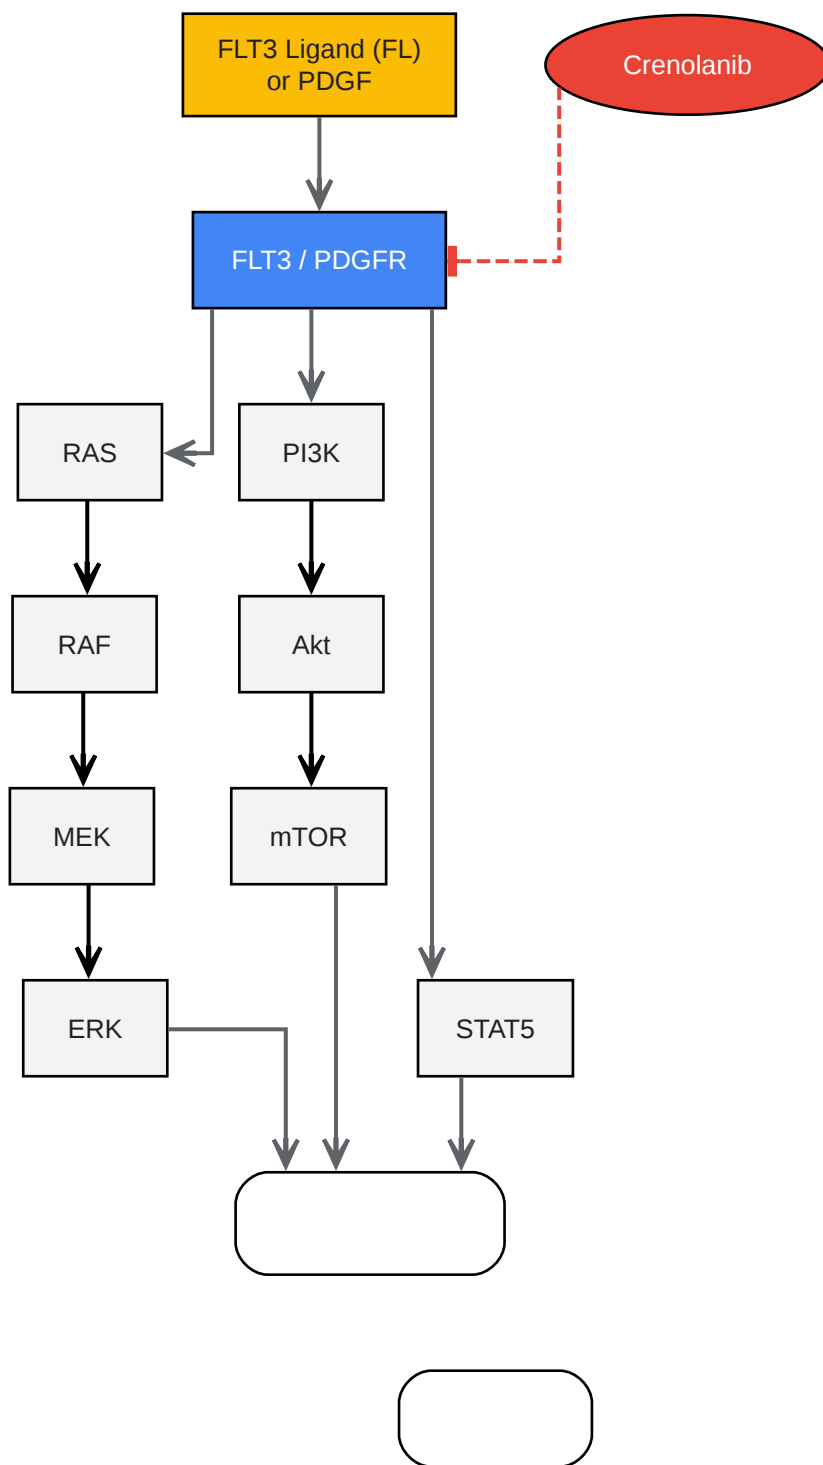 FLT3 Ligand (FL)
or PDGF
Crenolanib
FLT3 / PDGFR
RAS
PI3K
RAF
Akt
MEK
mTOR
ERK
STAT5